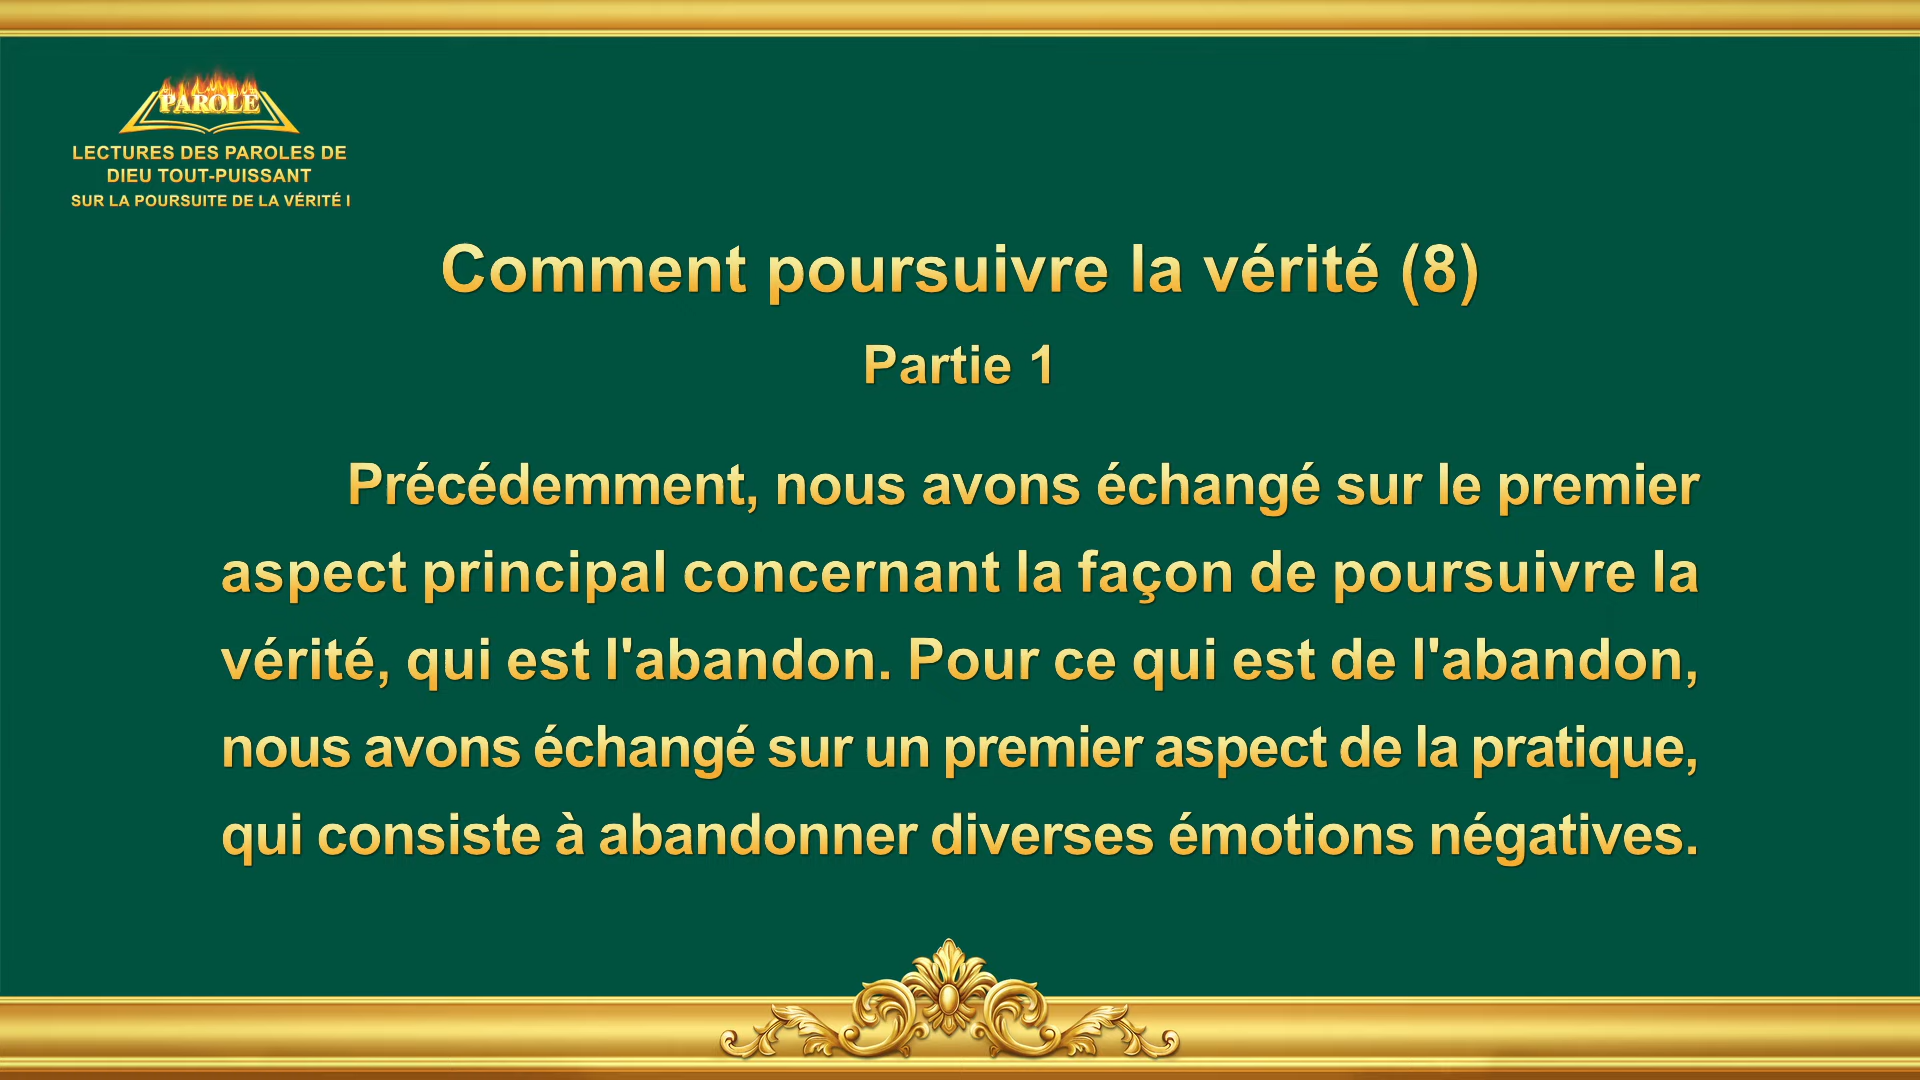 PAROLE
LECTURES DES PAROLES DE
DIEU TOUT-PUISSANT
SUR LA POURSUITE DE LA VÉRITÉ I
Comment poursuivre la vérité (8)
Partie 1
Précédemment, nous avons échangé sur le premier
aspect principal concernant la façon de poursuivre la
vérité, qui est l'abandon. Pour ce qui est de l'abandon,
nous avons échangé sur un premier aspect de la pratique,
qui consiste à abandonner diverses émotions négatives.